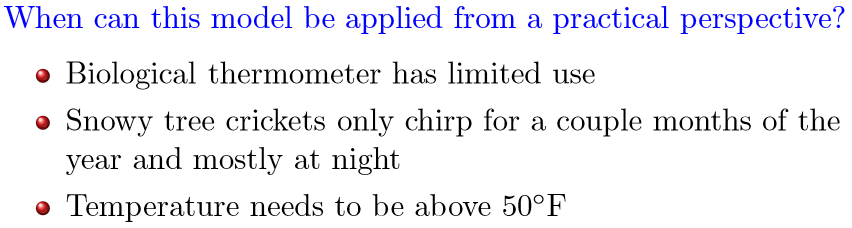 When can this model be applied from a practical perspective?
Biological thermometer has limited use
Snowy tree crickets only chirp for a couple months of the
year and mostly at night
Temperature needs to be above 50°F